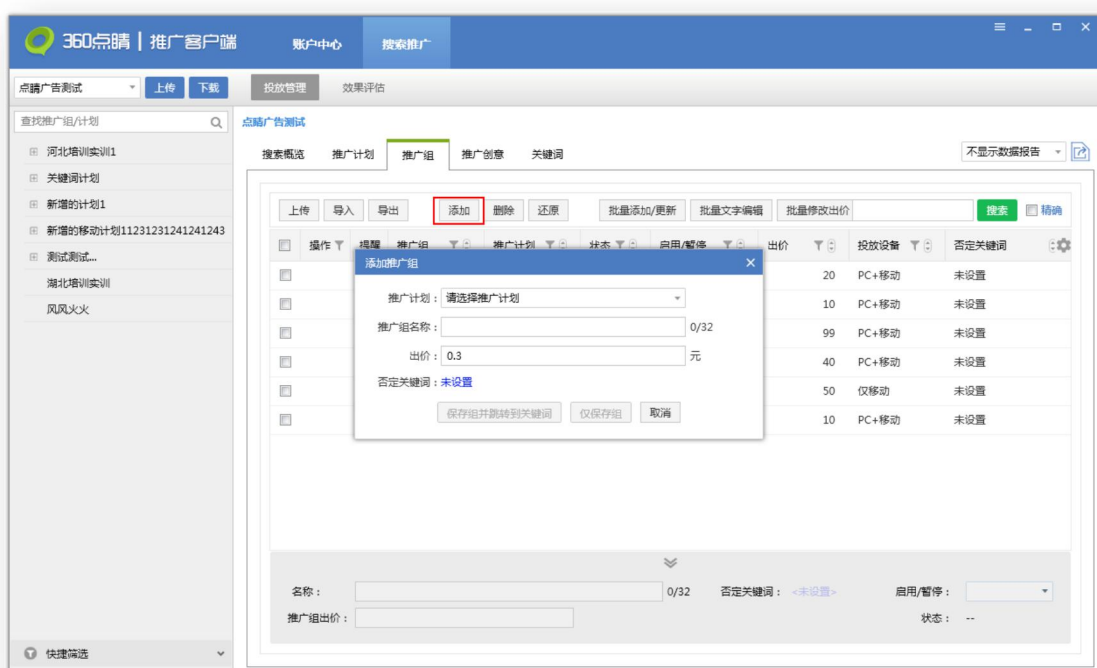 360点睛 | 推广客户端 账户中心 搜索推广
点睛广告测试 上传 下载 投放管理 效果评估
查找推广组/计划
河北培训实训1
关键词计划
新增的计划1
新增的移动计划11231231241241243
测试测试...
湖北培训实训
风风火火
快捷筛选
点睛广告测试
搜索概览 推广计划 推广组 推广创意 关键词 不显示数据报告
上传 导入 导出 添加 删除 还原 批量添加/更新 批量文字编辑 批量修改出价 搜索 精确
操作 提醒 推广组 推广计划 状态 启用/暂停 出价 投放设备 否定关键词
20 PC+移动 未设置
10 PC+移动 未设置
99 PC+移动 未设置
40 PC+移动 未设置
50 仅移动 未设置
10 PC+移动 未设置
添加推广组
推广计划： 请选择推广计划
推广组名称： 0/32
出价： 0.3 元
否定关键词：未设置
保存组并跳转到关键词 仅保存组 取消
名称： 0/32 否定关键词： <未设置> 启用/暂停：
推广组出价： 状态： --